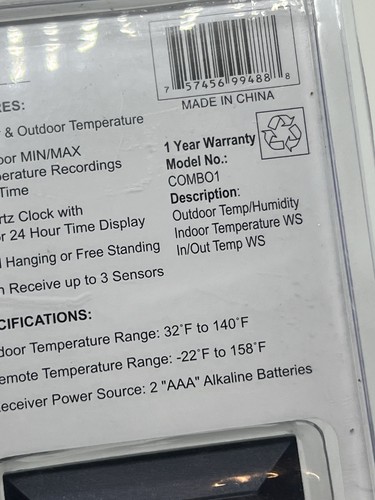 7 57456 99488 8
MADE IN CHINA
RES:
& Outdoor Temperature
oor MIN/MAX
perature Recordings
Time
rtz Clock with
r 24 Hour Time Display
Hanging or Free Standing
n Receive up to 3 Sensors
1 Year Warranty
Model No.:
COMBO1
Description:
Outdoor Temp/Humidity
Indoor Temperature WS
In/Out Temp WS
CIFICATIONS:
door Temperature Range: 32°F to 140°F
emote Temperature Range: -22°F to 158°F
eceiver Power Source: 2 "AAA" Alkaline Batteries